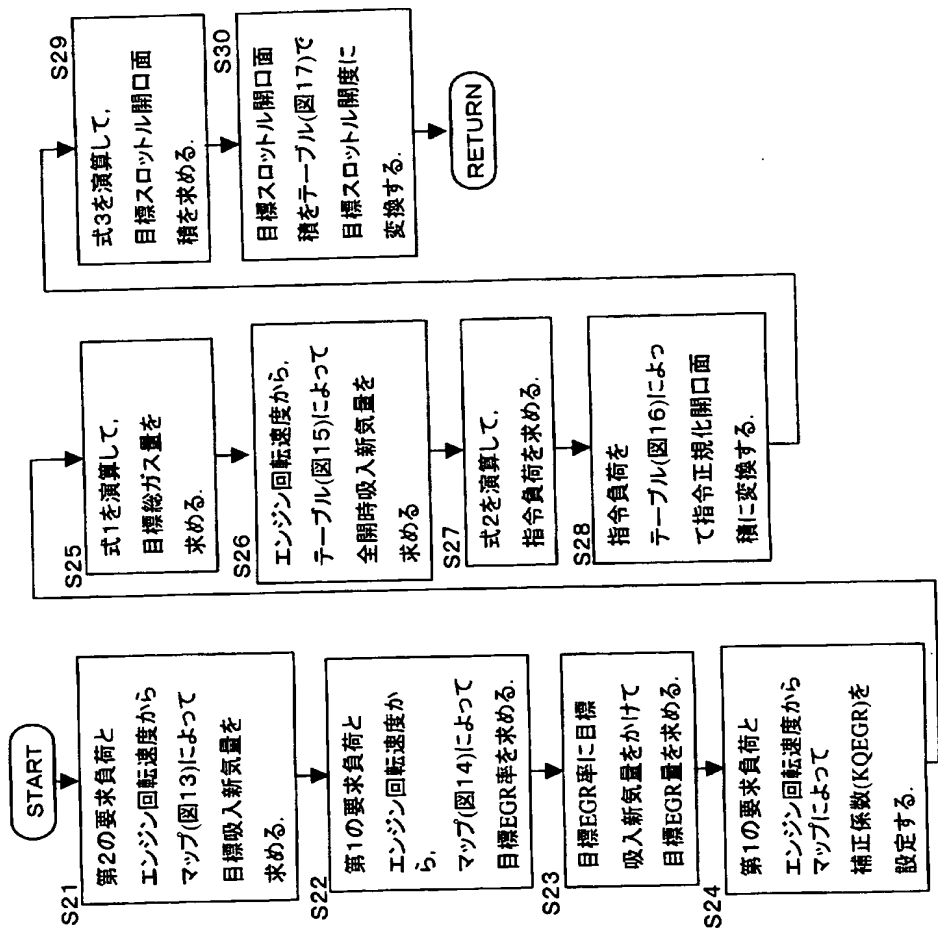 START
S21
第2の要求負荷と
エンジン回転速度から
マップ(図13)によって
目標吸入新気量を
求める.
S22
第1の要求負荷と
エンジン回転速度か
ら,
マップ(図14)によって
目標EGR率を求める.
S23
目標EGR率に目標
吸入新気量をかけて
目標EGR量を求める.
S24
第1の要求負荷と
エンジン回転速度から
マップによって
補正係数(KQEGR)を
設定する.
S25
式1を演算して,
目標総ガス量を
求める.
S26
エンジン回転速度から,
テーブル(図15)によって
全開時吸入新気量を
求める
S27
式2を演算して,
指令負荷を求める.
S28
指令負荷を
テーブル(図16)によっ
て指令正規化開口面
積に変換する.
S29
式3を演算して,
目標スロットル開口面
積を求める.
S30
目標スロットル開口面
積をテーブル(図17)で
目標スロットル開度に
変換する.
RETURN